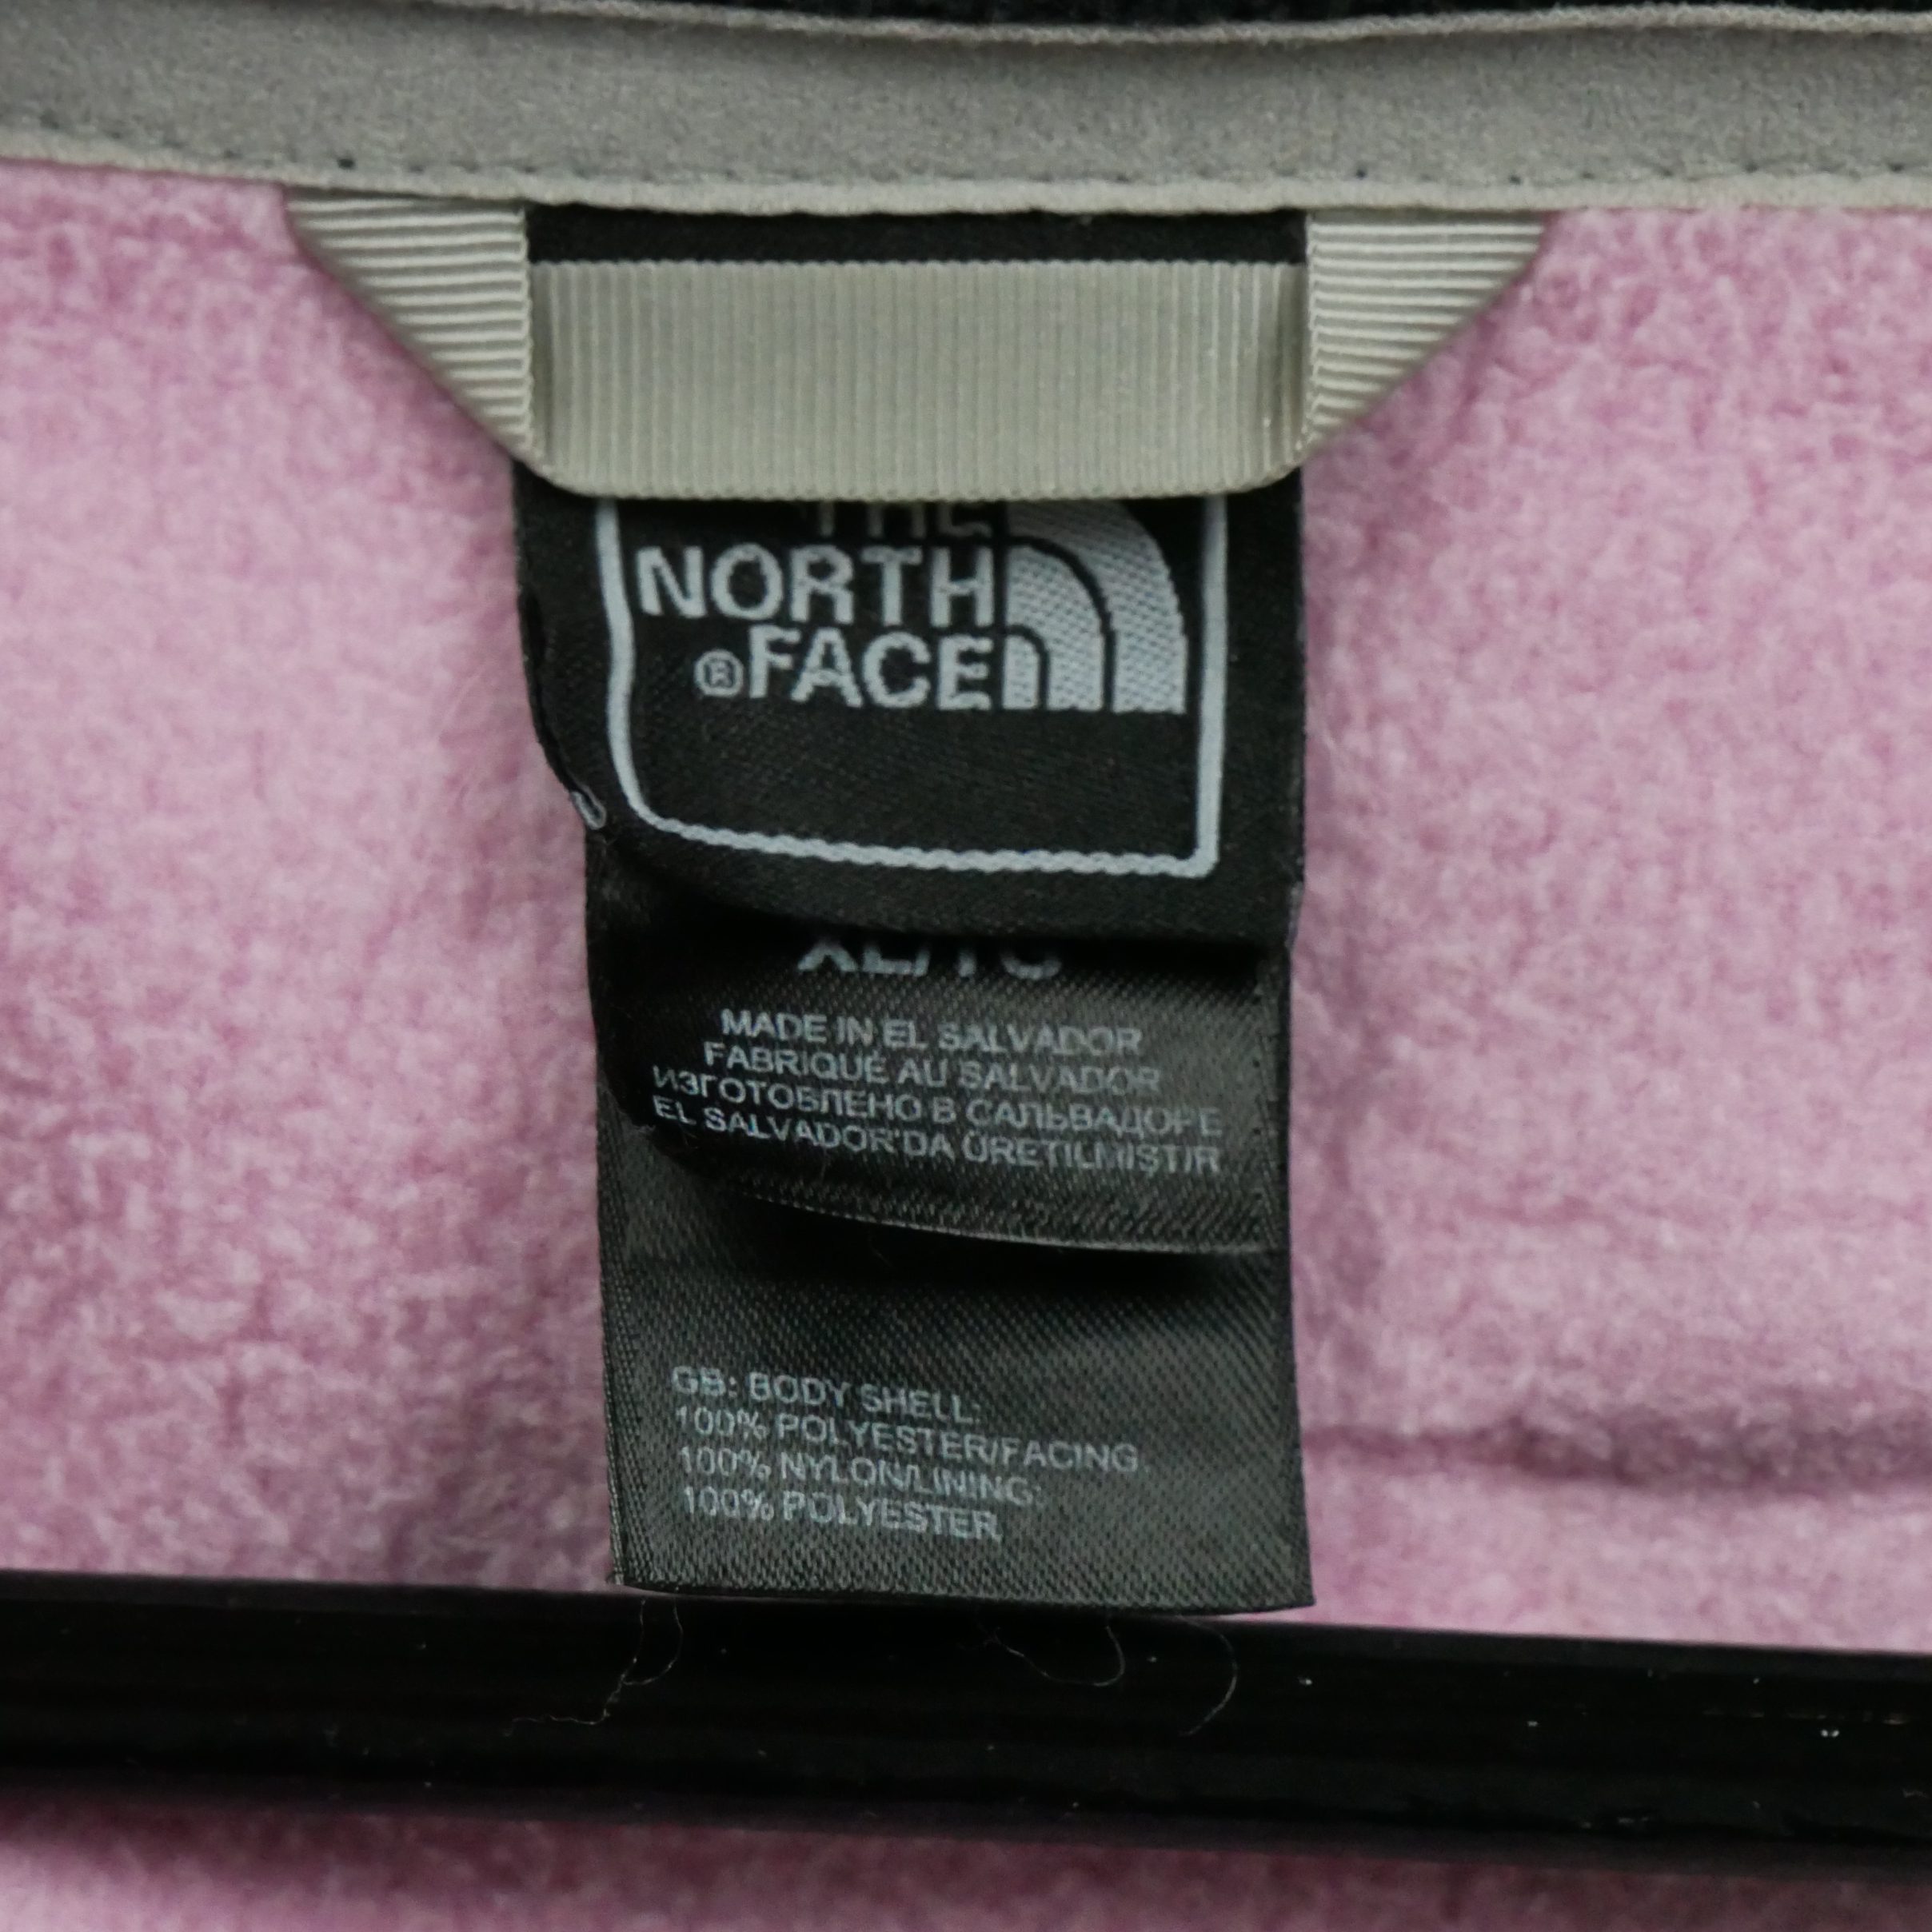 THE
NORTH
®FACE
MADE IN EL SALVADOR
FABRIQUÉ AU SALVADOR
ИЗГОТОВЛЕНО В САЛЬВАДОРЕ
EL SALVADOR'DA ÜRETILMIŞTIR
GB: BODY SHELL:
100% POLYESTER/FACING:
100% NYLON/LINING:
100% POLYESTER